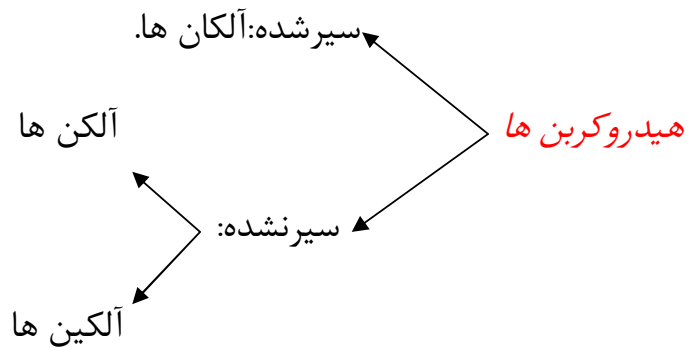 سیرشده:آلکان ها.
آلکن ها
هیدروکربن ها
سیرنشده:
آلکین ها